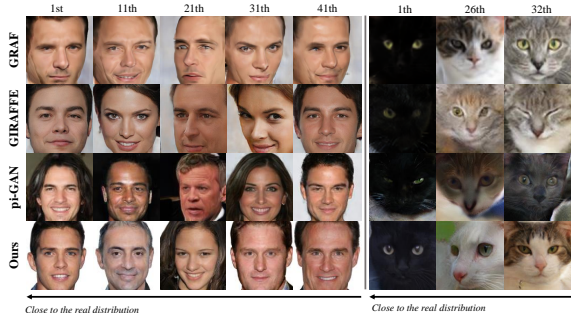 1st 11th 21th 31th 41th 1th 26th 32th
GRAF
GIRAFFE
pi-GAN
Ours
Close to the real distribution Close to the real distribution